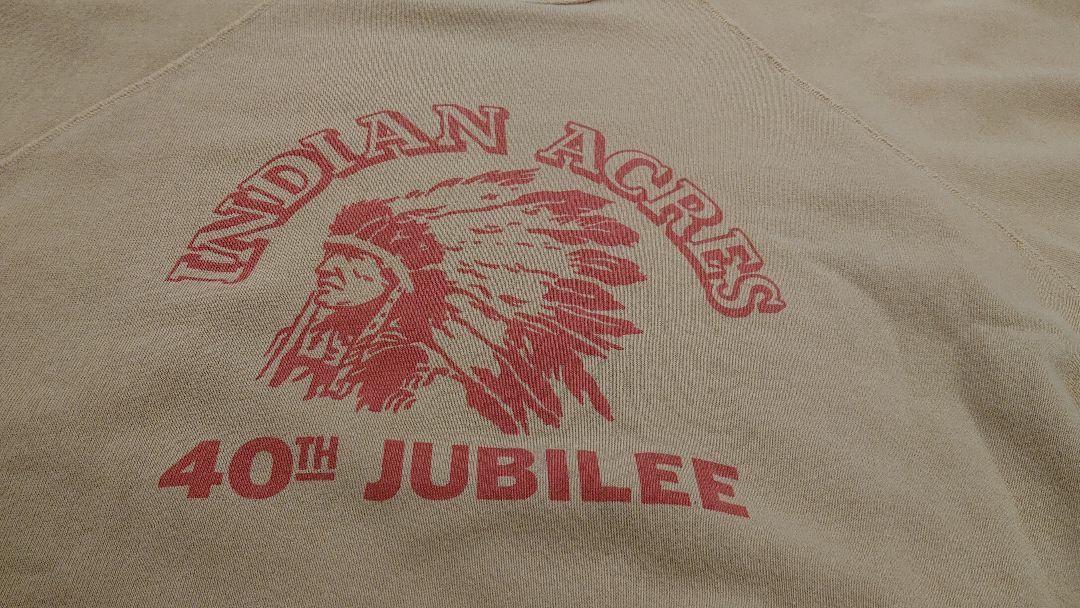 INDIAN ACRES
40TH JUBILEE